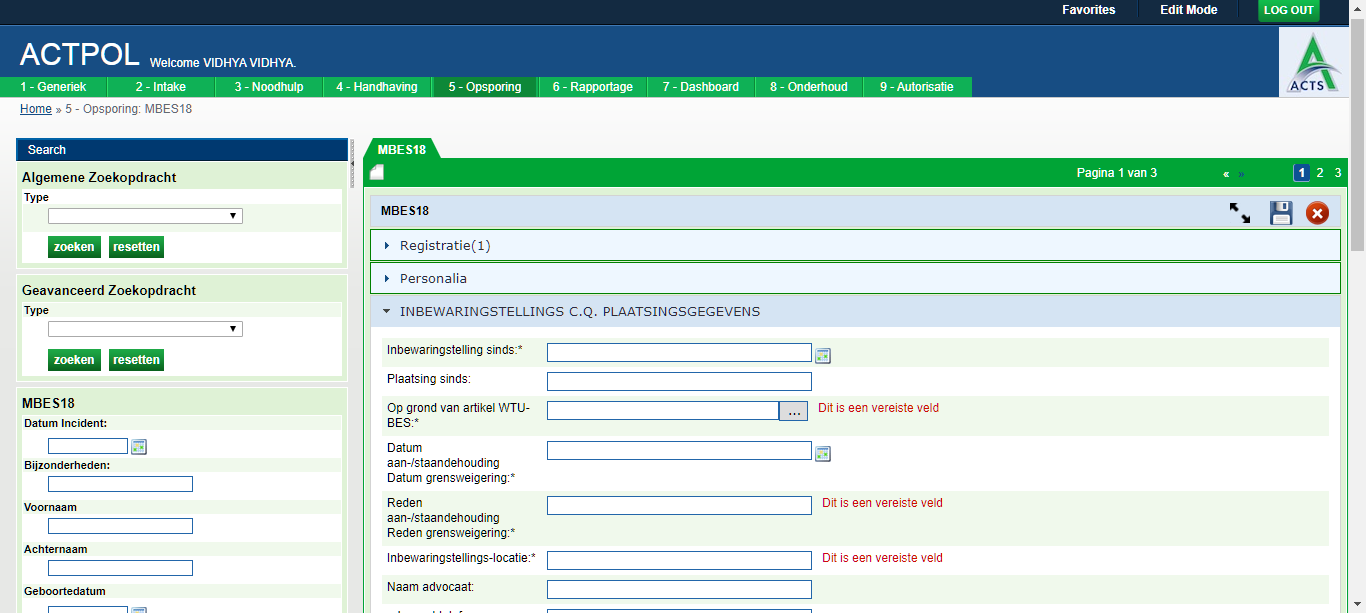 Favorites Edit Mode LOG OUT
ACTPOL Welcome VIDHYA VIDHYA.
ACTS
1 - Generiek 2 - Intake 3 - Noodhulp 4 - Handhaving 5 - Opsporing 6 - Rapportage 7 - Dashboard 8 - Onderhoud 9 - Autorisatie
Home » 5 - Opsporing: MBES18
Search
Algemene Zoekopdracht
Type
zoeken resetten
Geavanceerd Zoekopdracht
Type
zoeken resetten
MBES18
Datum Incident:
Bijzonderheden:
Voornaam
Achternaam
Geboortedatum
MBES18
Pagina 1 van 3 « » 1 2 3
MBES18
Registratie(1)
Personalia
INBEWARINGSTELLINGS C.Q. PLAATSINGSGEGEVENS
Inbewaringstelling sinds:*
Plaatsing sinds:
Op grond van artikel WTU-
BES:* ... Dit is een vereiste veld
Datum
aan-/staandehouding
Datum grensweigering:*
Reden
aan-/staandehouding
Reden grensweigering:* Dit is een vereiste veld
Inbewaringstellings-locatie:* Dit is een vereiste veld
Naam advocaat: